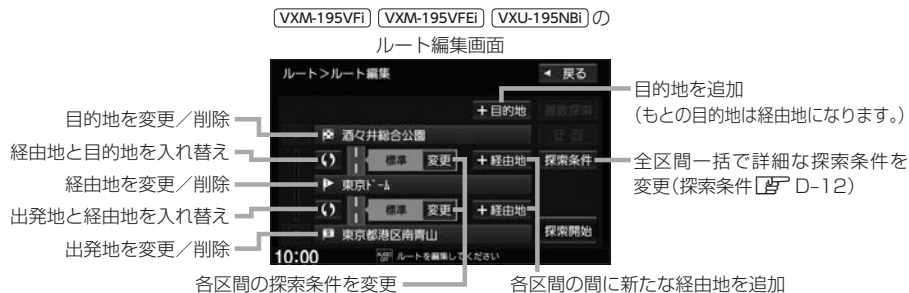 VXM-195VFi VXM-195VFEi VXU-195NBi の
ルート編集画面
ルート>ルート編集
◀ 戻る
+目的地
複数探索
迂回
酒々井総合公園
標準 変更 +経由地 探索条件
東京ドーム
標準 変更 +経由地
東京都港区南青山
探索開始
10:00
ルートを編集してください
目的地を変更／削除
経由地と目的地を入れ替え
経由地を変更／削除
出発地と経由地を入れ替え
出発地を変更／削除
目的地を追加
(もとの目的地は経由地になります。)
全区間一括で詳細な探索条件を
変更(探索条件 D-12)
各区間の探索条件を変更
各区間の間に新たな経由地を追加